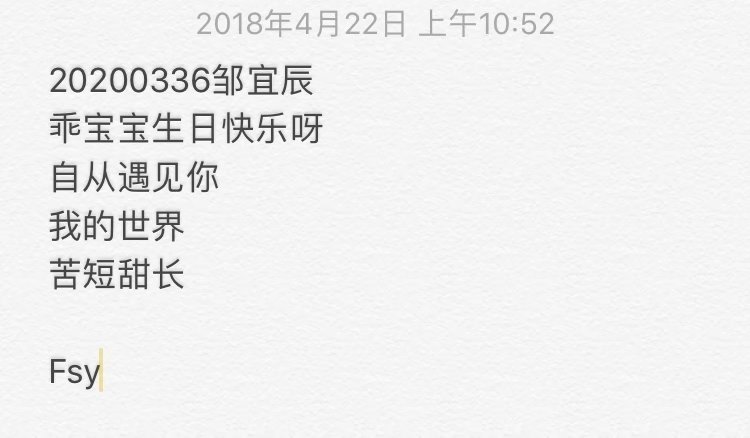 2018年4月22日 上午10:52
20200336邹宜辰
乖宝宝生日快乐呀
自从遇见你
我的世界
苦短甜长
Fsy